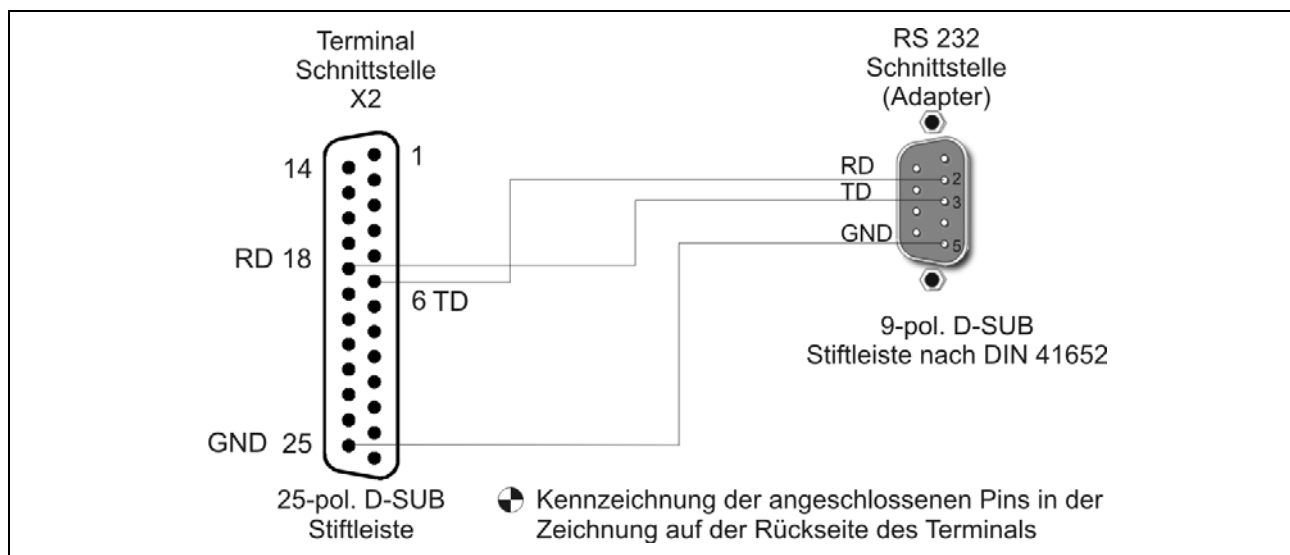 Terminal
Schnittstelle
X2
14
1
RD 18
6 TD
GND 25
25-pol. D-SUB
Stiftleiste
RS 232
Schnittstelle
(Adapter)
RD
TD
GND
2
3
5
9-pol. D-SUB
Stiftleiste nach DIN 41652
Kennzeichnung der angeschlossenen Pins in der
Zeichnung auf der Rückseite des Terminals